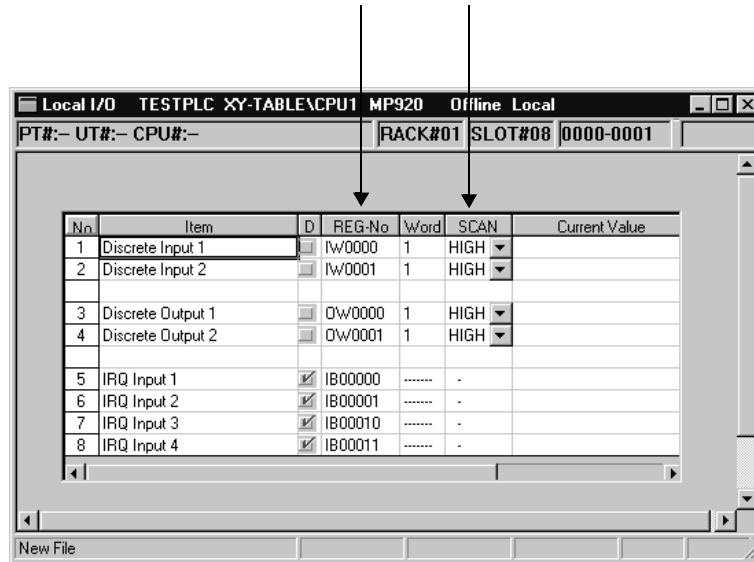 Local I/O TESTPLC XY-TABLE\CPU1 MP920 Offline Local
PT#:– UT#:– CPU#:– RACK#01 SLOT#08 0000-0001
No Item D REG-No Word SCAN Current Value
1 Discrete Input 1 IW0000 1 HIGH
2 Discrete Input 2 IW0001 1 HIGH
3 Discrete Output 1 OW0000 1 HIGH
4 Discrete Output 2 OW0001 1 HIGH
5 IRQ Input 1 IB00000 ------- -
6 IRQ Input 2 IB00001 ------- -
7 IRQ Input 3 IB00010 ------- -
8 IRQ Input 4 IB00011 ------- -
New File